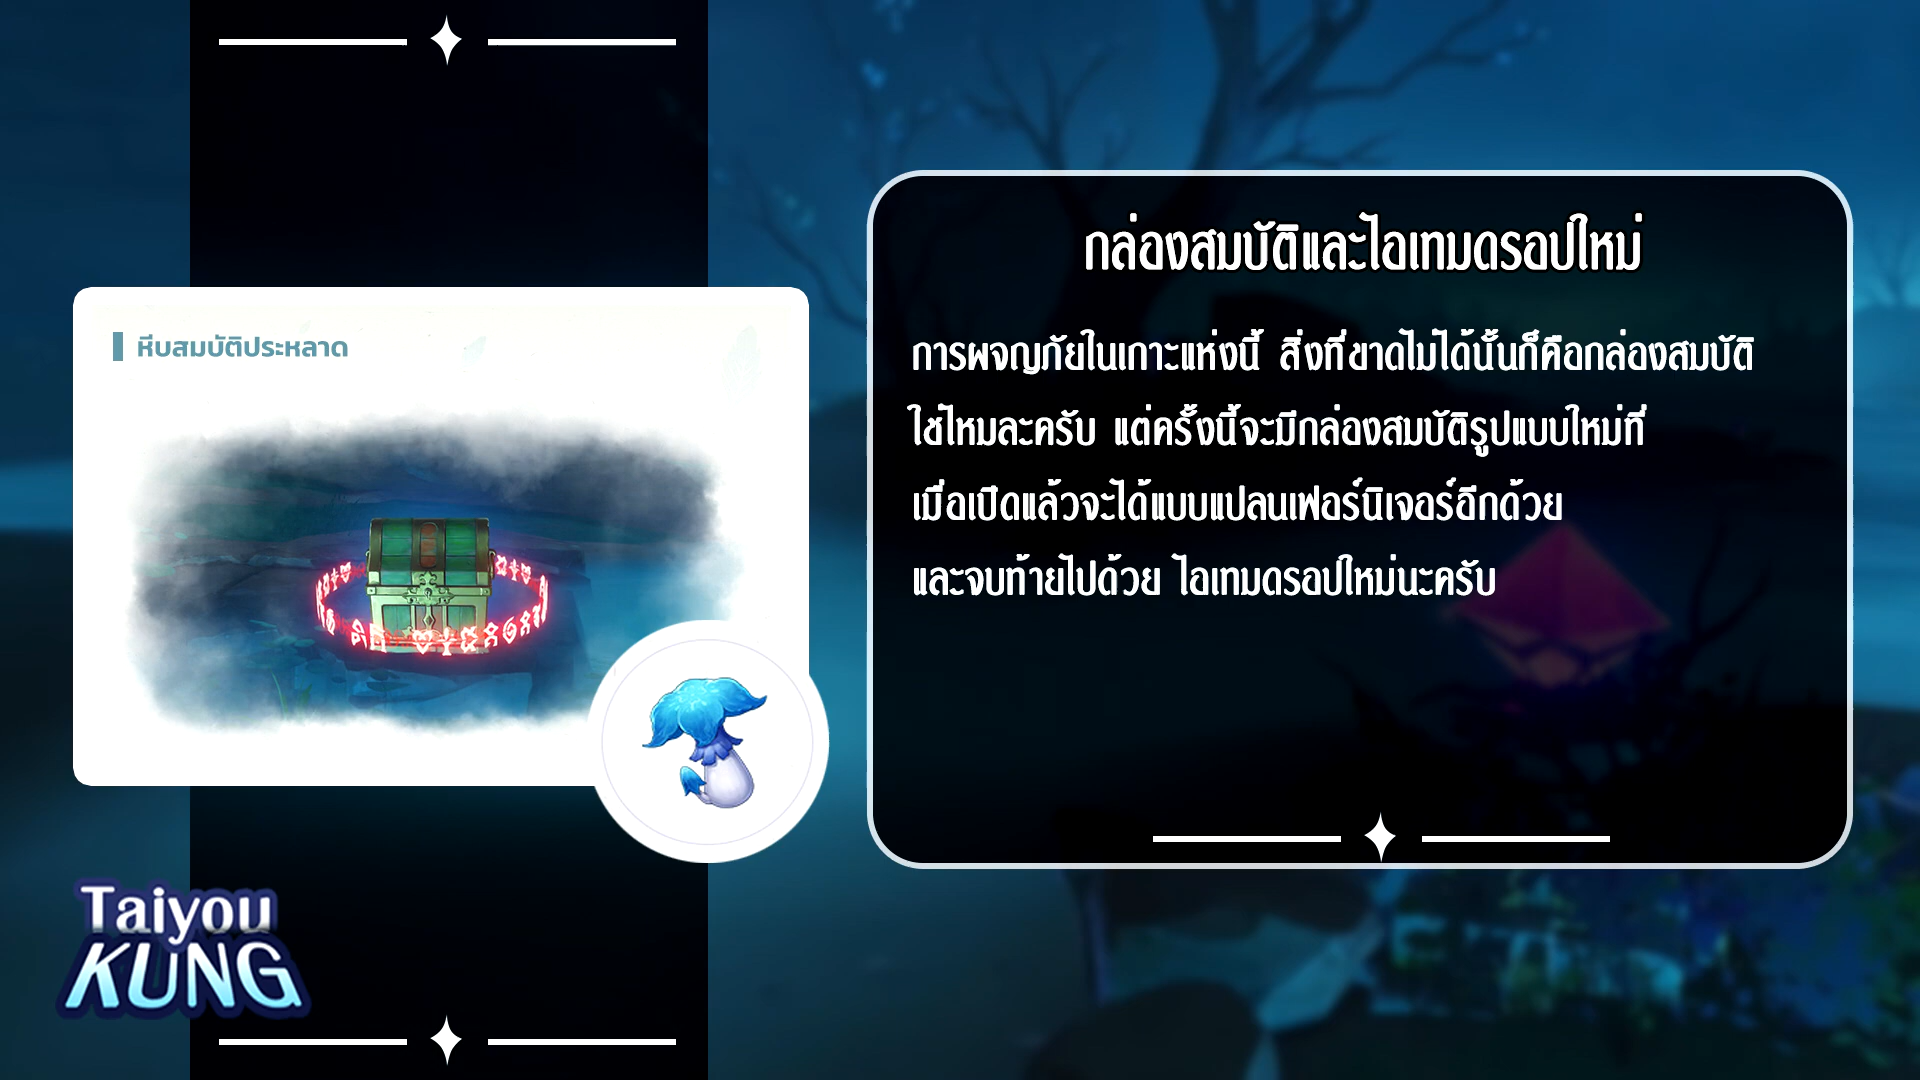 หีบสมบัติประหลาด
กล่องสมบัติและไอเทมดรอปใหม่
การผจญภัยในเกาะแห่งนี้ สิ่งที่ขาดไม่ได้นั้นก็คือกล่องสมบัติ
ใช่ไหมละครับ แต่ครั้งนี้จะมีกล่องสมบัติรูปแบบใหม่ที่
เมื่อเปิดแล้วจะได้แบบแปลนเฟอร์นิเจอร์อีกด้วย
และจบท้ายไปด้วย ไอเทมดรอปใหม่นะครับ
Taiyou
KUNG